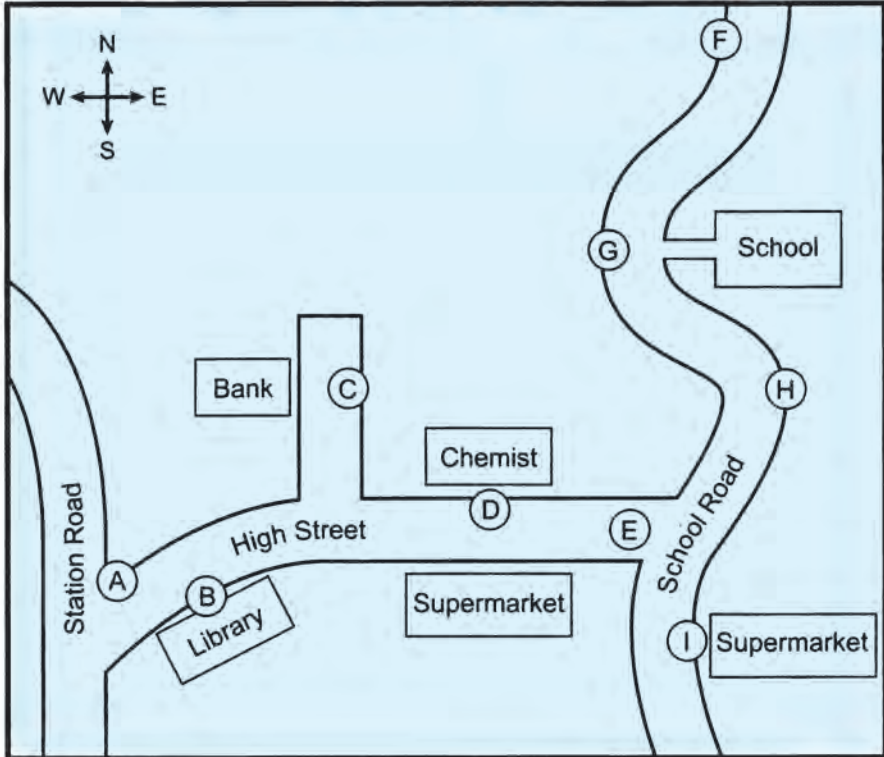 F
N
W E
S
G
School
Bank
C
H
Chemist
D
High Street
E
School Road
Station Road
A
B
Library
Supermarket
I
Supermarket